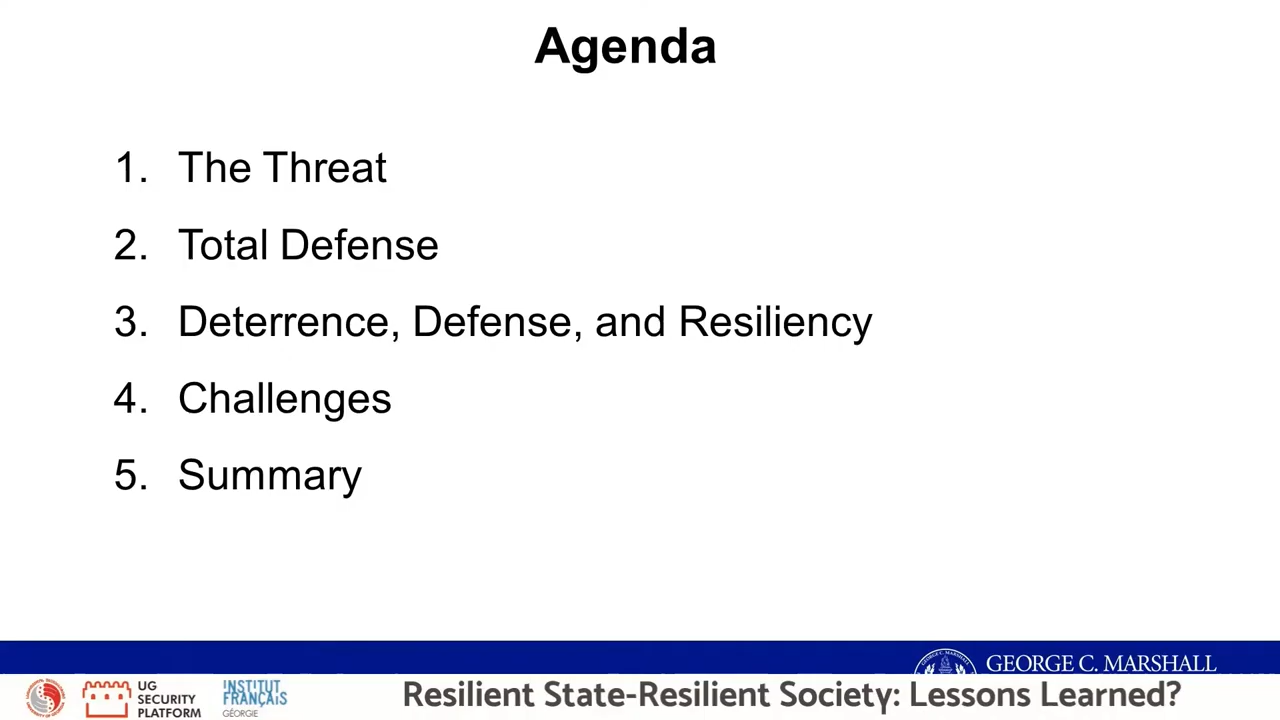 Agenda
1. The Threat
2. Total Defense
3. Deterrence, Defense, and Resiliency
4. Challenges
5. Summary
GEORGE C. MARSHALL
UG
SECURITY
PLATFORM
INSTITUT
FRANÇAIS
GÉORGIE
Resilient State-Resilient Society: Lessons Learned?